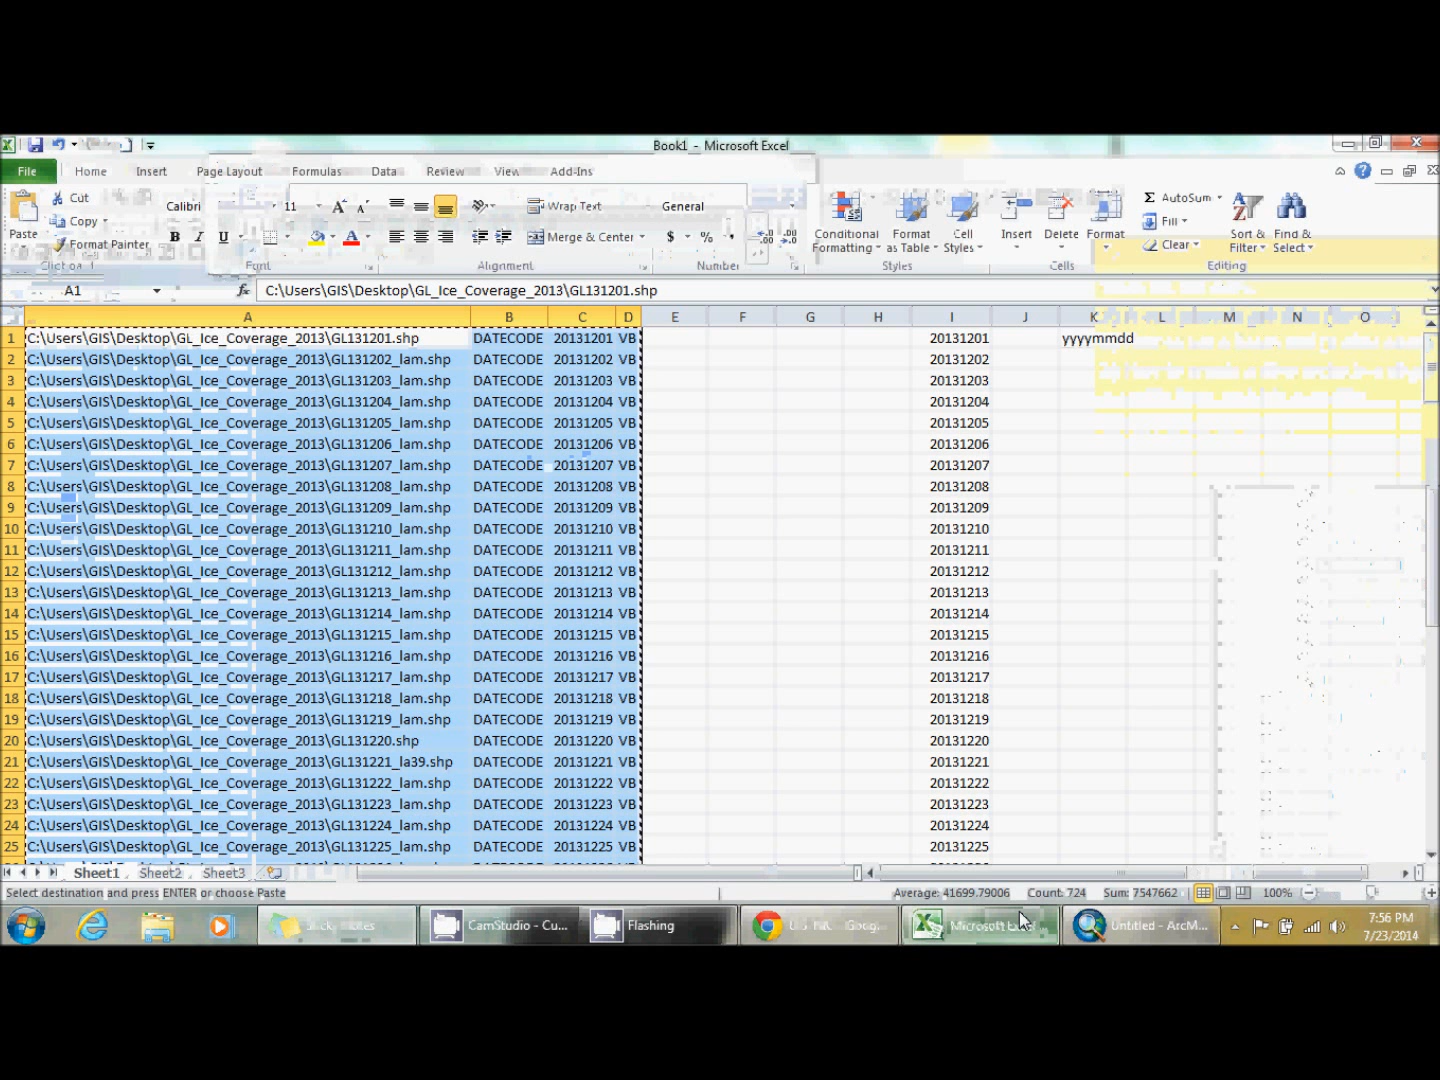 Book1 - Microsoft Excel
File Home Insert Page Layout Formulas Data Review View Add-Ins
Cut
Copy
Format Painter
Paste
Calibri 11
B I U
Font
Wrap Text
Merge & Center
Alignment
General
$ % ,
Number
Conditional Formatting
Format as Table
Cell Styles
Styles
Insert Delete Format
Cells
AutoSum
Fill
Clear
Sort & Filter
Find & Select
Editing
A1 fx C:\Users\GIS\Desktop\GL_Ice_Coverage_2013\GL131201.shp
A B C D E F G H I J K L M N O
1 C:\Users\GIS\Desktop\GL_Ice_Coverage_2013\GL131201.shp DATECODE 20131201 VB 20131201 yyyymmdd
2 C:\Users\GIS\Desktop\GL_Ice_Coverage_2013\GL131202_lam.shp DATECODE 20131202 VB 20131202
3 C:\Users\GIS\Desktop\GL_Ice_Coverage_2013\GL131203_lam.shp DATECODE 20131203 VB 20131203
4 C:\Users\GIS\Desktop\GL_Ice_Coverage_2013\GL131204_lam.shp DATECODE 20131204 VB 20131204
5 C:\Users\GIS\Desktop\GL_Ice_Coverage_2013\GL131205_lam.shp DATECODE 20131205 VB 20131205
6 C:\Users\GIS\Desktop\GL_Ice_Coverage_2013\GL131206_lam.shp DATECODE 20131206 VB 20131206
7 C:\Users\GIS\Desktop\GL_Ice_Coverage_2013\GL131207_lam.shp DATECODE 20131207 VB 20131207
8 C:\Users\GIS\Desktop\GL_Ice_Coverage_2013\GL131208_lam.shp DATECODE 20131208 VB 20131208
9 C:\Users\GIS\Desktop\GL_Ice_Coverage_2013\GL131209_lam.shp DATECODE 20131209 VB 20131209
10 C:\Users\GIS\Desktop\GL_Ice_Coverage_2013\GL131210_lam.shp DATECODE 20131210 VB 20131210
11 C:\Users\GIS\Desktop\GL_Ice_Coverage_2013\GL131211_lam.shp DATECODE 20131211 VB 20131211
12 C:\Users\GIS\Desktop\GL_Ice_Coverage_2013\GL131212_lam.shp DATECODE 20131212 VB 20131212
13 C:\Users\GIS\Desktop\GL_Ice_Coverage_2013\GL131213_lam.shp DATECODE 20131213 VB 20131213
14 C:\Users\GIS\Desktop\GL_Ice_Coverage_2013\GL131214_lam.shp DATECODE 20131214 VB 20131214
15 C:\Users\GIS\Desktop\GL_Ice_Coverage_2013\GL131215_lam.shp DATECODE 20131215 VB 20131215
16 C:\Users\GIS\Desktop\GL_Ice_Coverage_2013\GL131216_lam.shp DATECODE 20131216 VB 20131216
17 C:\Users\GIS\Desktop\GL_Ice_Coverage_2013\GL131217_lam.shp DATECODE 20131217 VB 20131217
18 C:\Users\GIS\Desktop\GL_Ice_Coverage_2013\GL131218_lam.shp DATECODE 20131218 VB 20131218
19 C:\Users\GIS\Desktop\GL_Ice_Coverage_2013\GL131219_lam.shp DATECODE 20131219 VB 20131219
20 C:\Users\GIS\Desktop\GL_Ice_Coverage_2013\GL131220.shp DATECODE 20131220 VB 20131220
21 C:\Users\GIS\Desktop\GL_Ice_Coverage_2013\GL131221_la39.shp DATECODE 20131221 VB 20131221
22 C:\Users\GIS\Desktop\GL_Ice_Coverage_2013\GL131222_lam.shp DATECODE 20131222 VB 20131222
23 C:\Users\GIS\Desktop\GL_Ice_Coverage_2013\GL131223_lam.shp DATECODE 20131223 VB 20131223
24 C:\Users\GIS\Desktop\GL_Ice_Coverage_2013\GL131224_lam.shp DATECODE 20131224 VB 20131224
25 C:\Users\GIS\Desktop\GL_Ice_Coverage_2013\GL131225_lam.shp DATECODE 20131225 VB 20131225
Sheet1 Sheet2 Sheet3
Select destination and press ENTER or choose Paste Average: 41699.79006 Count: 724 Sum: 7547662 100%
CamStudio - Cu... Flashing Microsoft Untitled - ArcM... 7:56 PM
7/23/2014